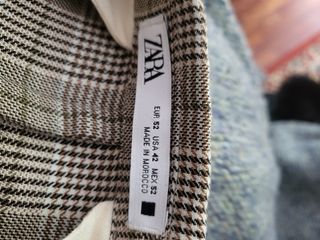 ZARA
EUR 52 USA 42 MEX 52
MADE IN MOROCCO